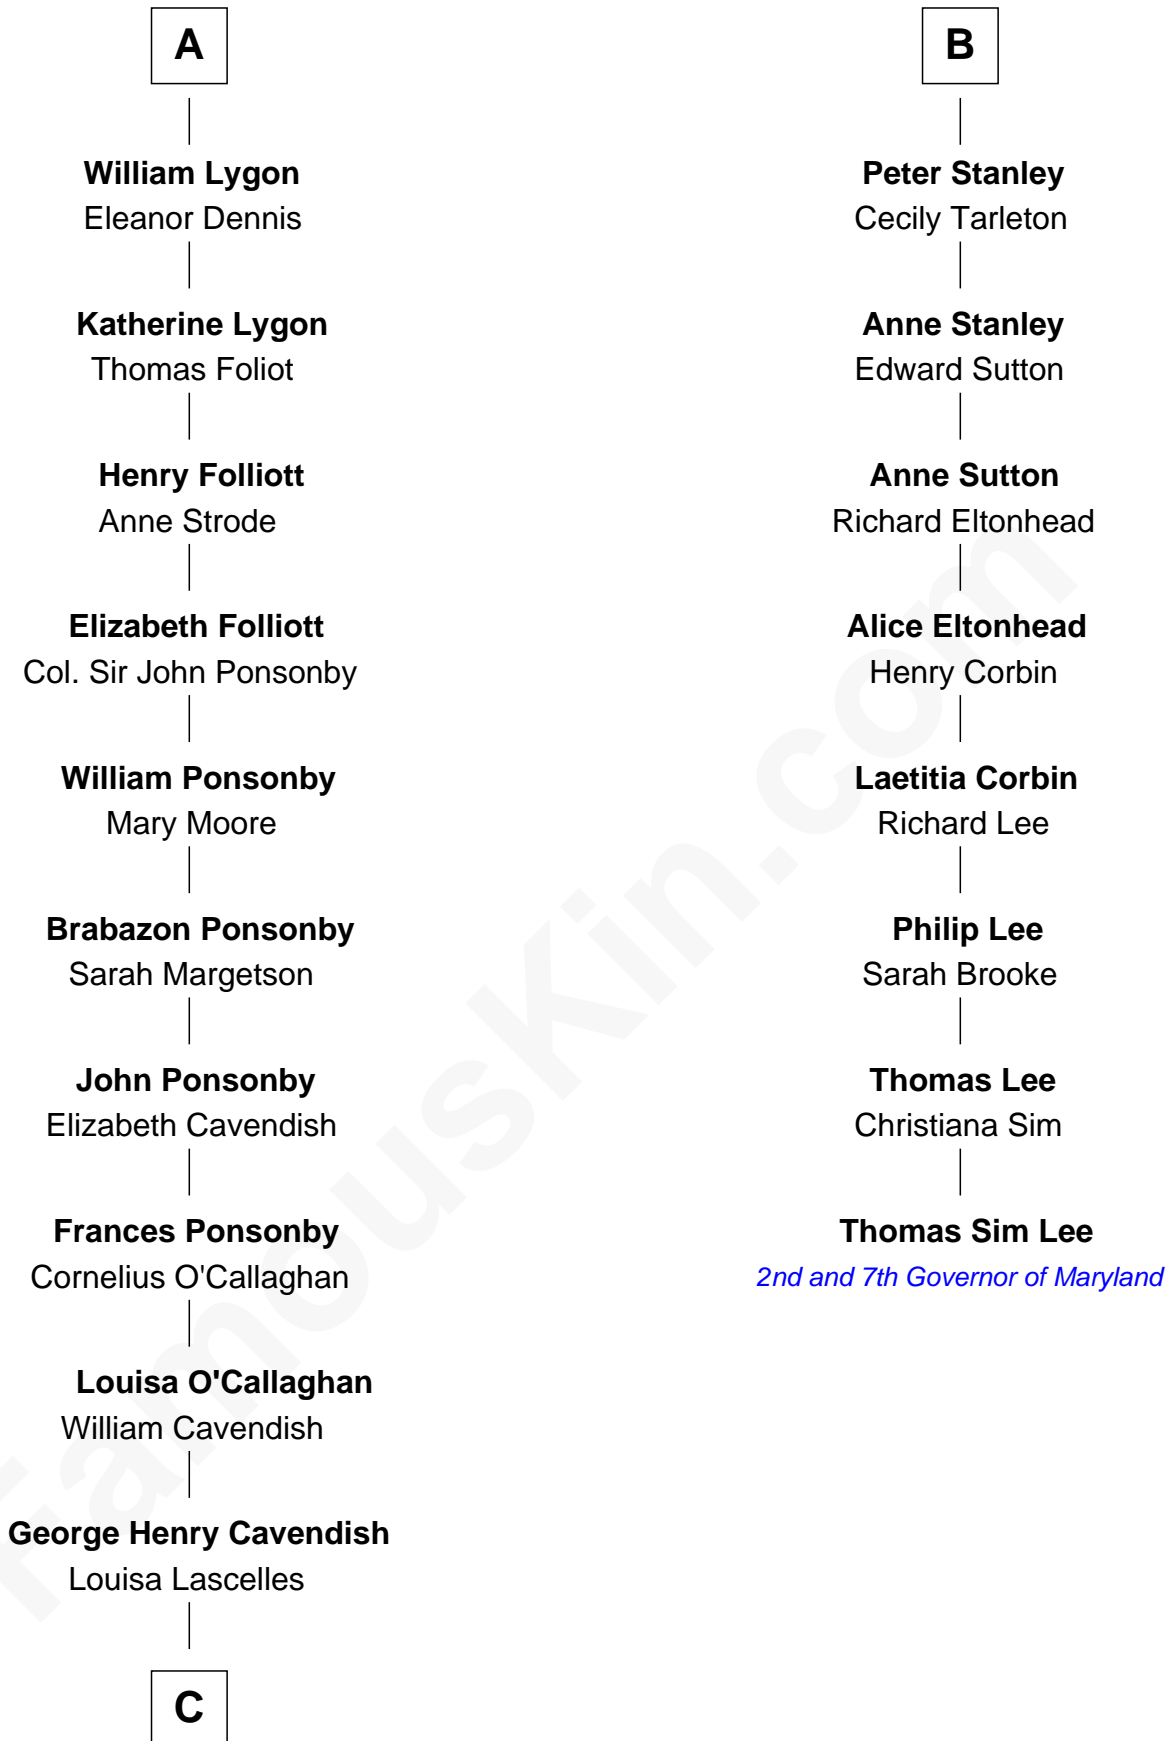 A
William Lygon
Eleanor Dennis
Katherine Lygon
Thomas Foliot
Henry Folliott
Anne Strode
Elizabeth Folliott
Col. Sir John Ponsonby
William Ponsonby
Mary Moore
Brabazon Ponsonby
Sarah Margetson
John Ponsonby
Elizabeth Cavendish
Frances Ponsonby
Cornelius O'Callaghan
Louisa O'Callaghan
William Cavendish
George Henry Cavendish
Louisa Lascelles
C
B
Peter Stanley
Cecily Tarleton
Anne Stanley
Edward Sutton
Anne Sutton
Richard Eltonhead
Alice Eltonhead
Henry Corbin
Laetitia Corbin
Richard Lee
Philip Lee
Sarah Brooke
Thomas Lee
Christiana Sim
Thomas Sim Lee
2nd and 7th Governor of Maryland
FamousKin.com